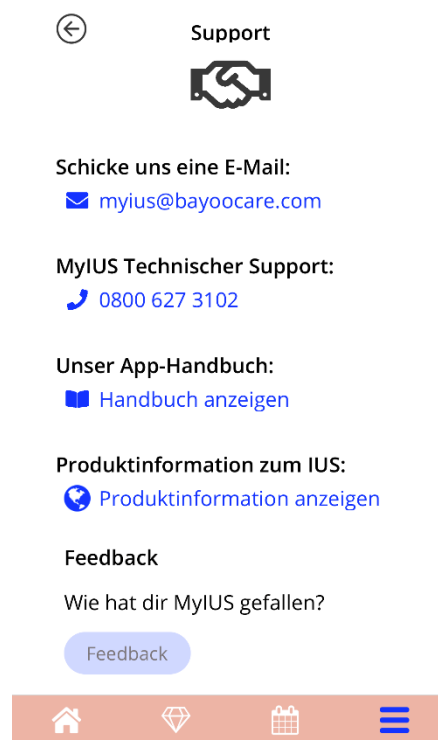 Support
Schicke uns eine E-Mail:
myius@bayoocare.com
MyIUS Technischer Support:
0800 627 3102
Unser App-Handbuch:
Handbuch anzeigen
Produktinformation zum IUS:
Produktinformation anzeigen
Feedback
Wie hat dir MyIUS gefallen?
Feedback